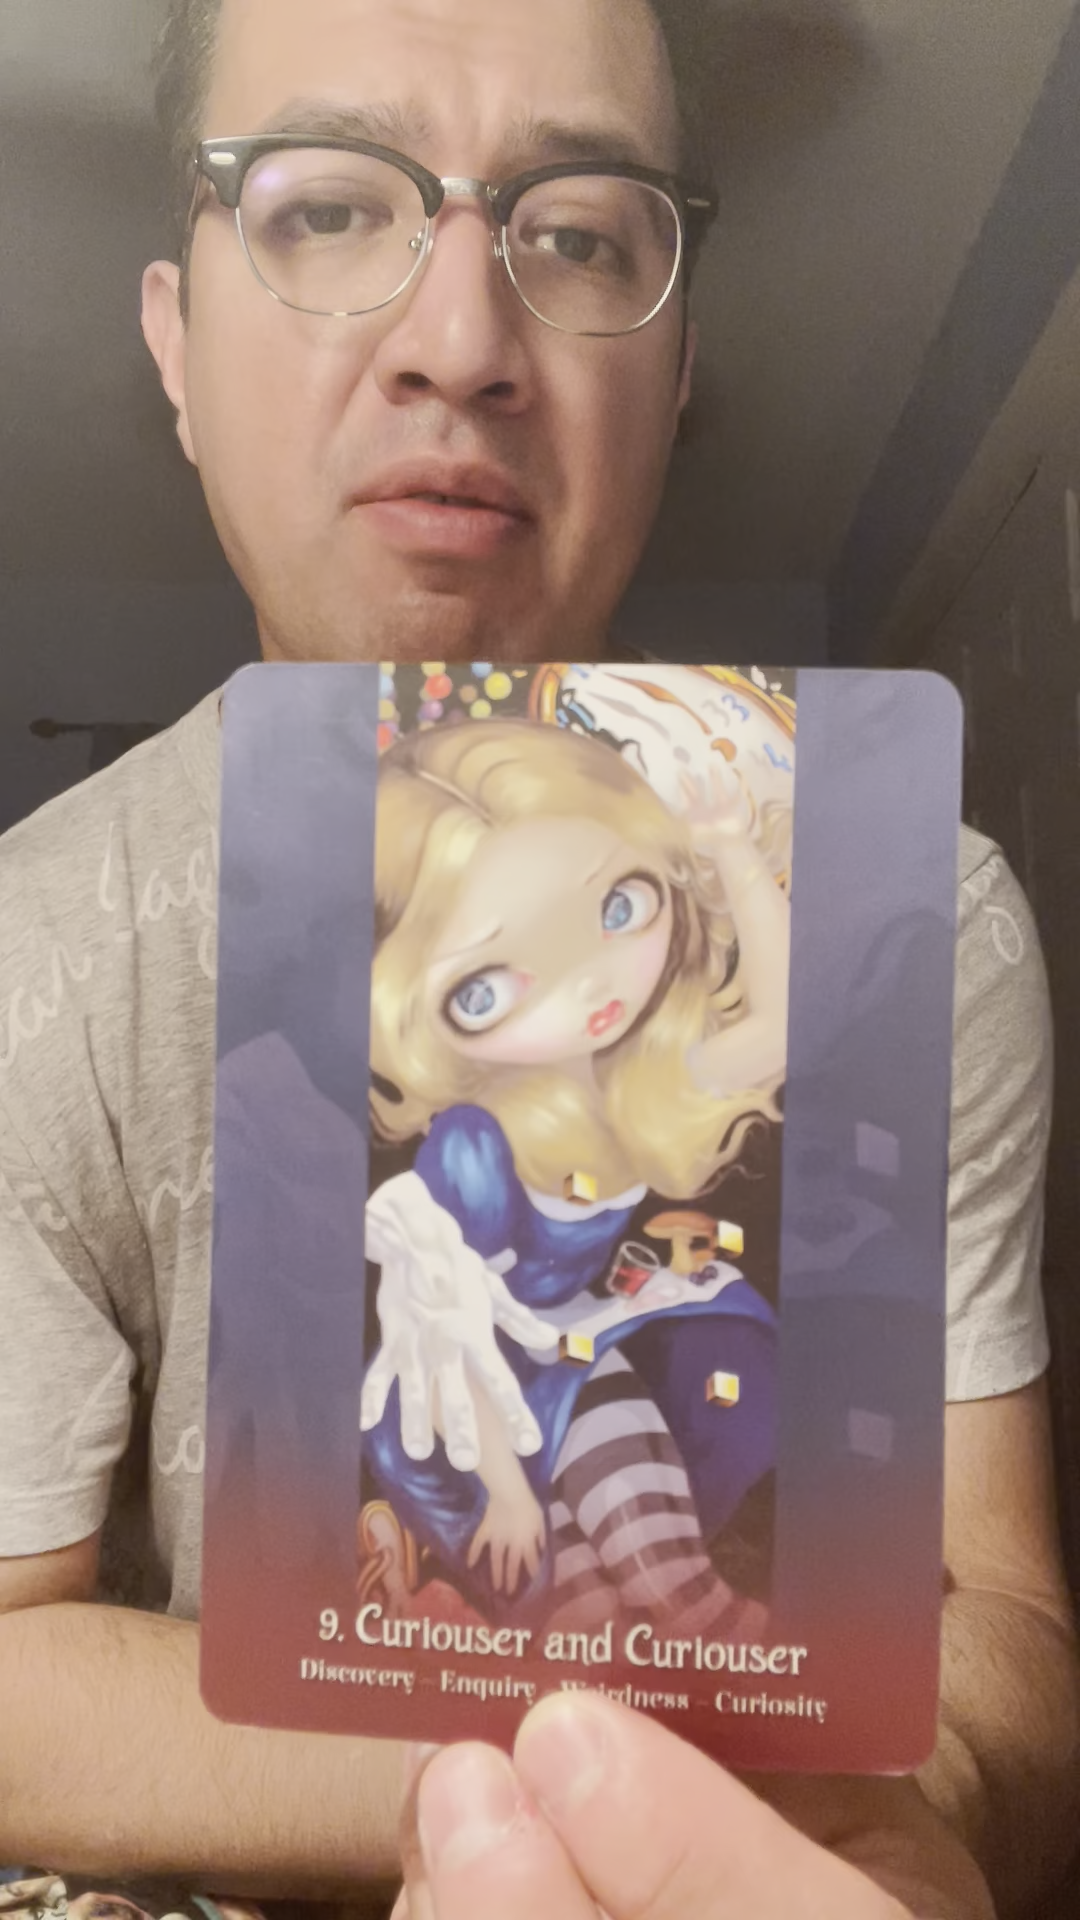 9. Curiouser and Curiouser
Discovery - Enquiry - Weirdness - Curiosity